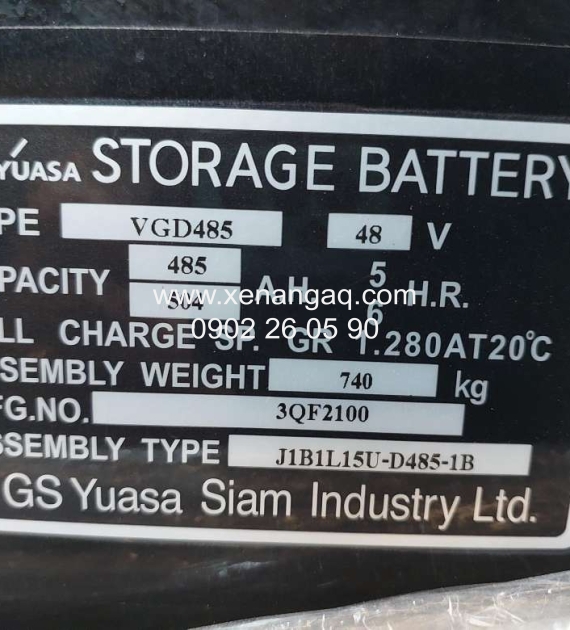 YUASA STORAGE BATTERY
PE VGD485 48 V
PACITY 485 A.H. 5 H.R.
504 6
www.xenangaq.com
0902 26 05 90
LL CHARGE SP. GR 1.280AT20°C
SEMBLY WEIGHT 740 kg
FG.NO. 3QF2100
SSEMBLY TYPE J1B1L15U-D485-1B
GS Yuasa Siam Industry Ltd.